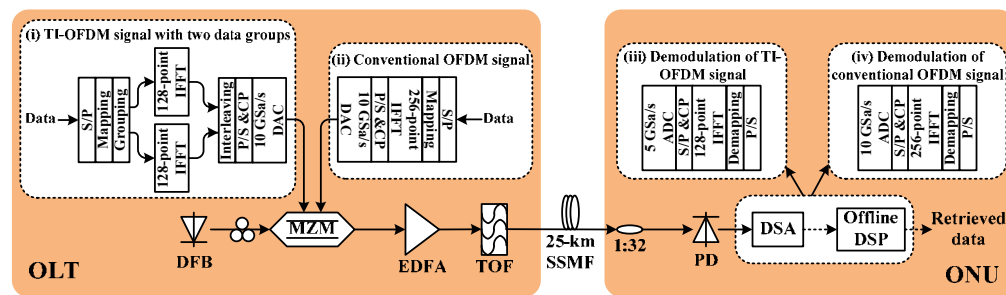 (i) TI-OFDM signal with two data groups
Data
S/P
Mapping
Grouping
128-point
IFFT
128-point
IFFT
Interleaving
P/S &CP
10 GSa/s
DAC
(ii) Conventional OFDM signal
DAC
10 GSa/s
P/S &CP
IFFT
256-point
Mapping
S/P
Data
(iii) Demodulation of TI-
OFDM signal
5 GSa/s
ADC
S/P &CP
128-point
IFFT
Demapping
P/S
(iv) Demodulation of
conventional OFDM signal
10 GSa/s
ADC
S/P &CP
256-point
IFFT
Demapping
P/S
DFB
MZM
EDFA
TOF
25-km
SSMF
1:32
PD
DSA
Offline
DSP
Retrieved
data
OLT
ONU